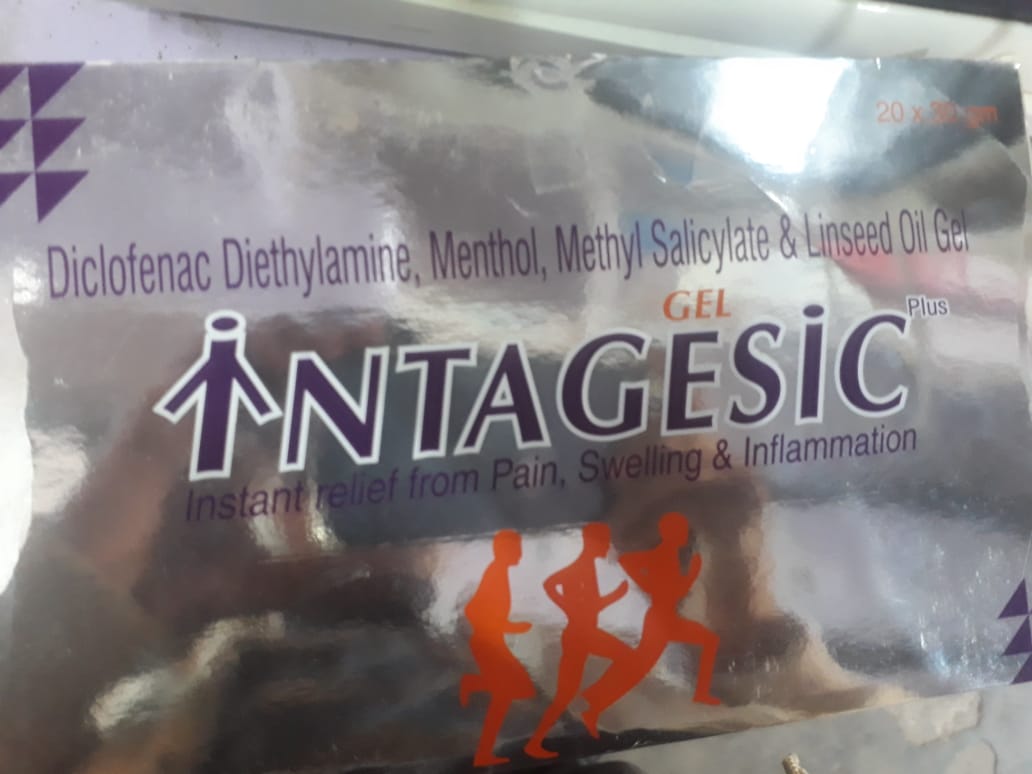 20 x 30 gm
Diclofenac Diethylamine, Menthol, Methyl Salicylate & Linseed Oil Gel
GEL
INTAGESIC Plus
Instant relief from Pain, Swelling & Inflammation